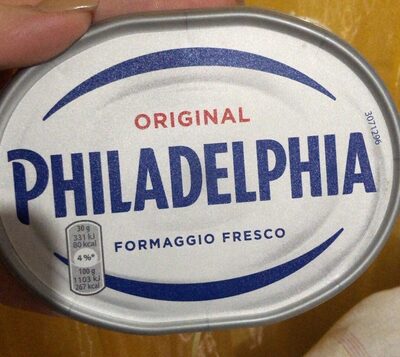 ORIGINAL
PHILADELPHIA
FORMAGGIO FRESCO
30 g
331 kJ
80 kcal
4%*
100 g
1103 kJ
267 kcal
3071296